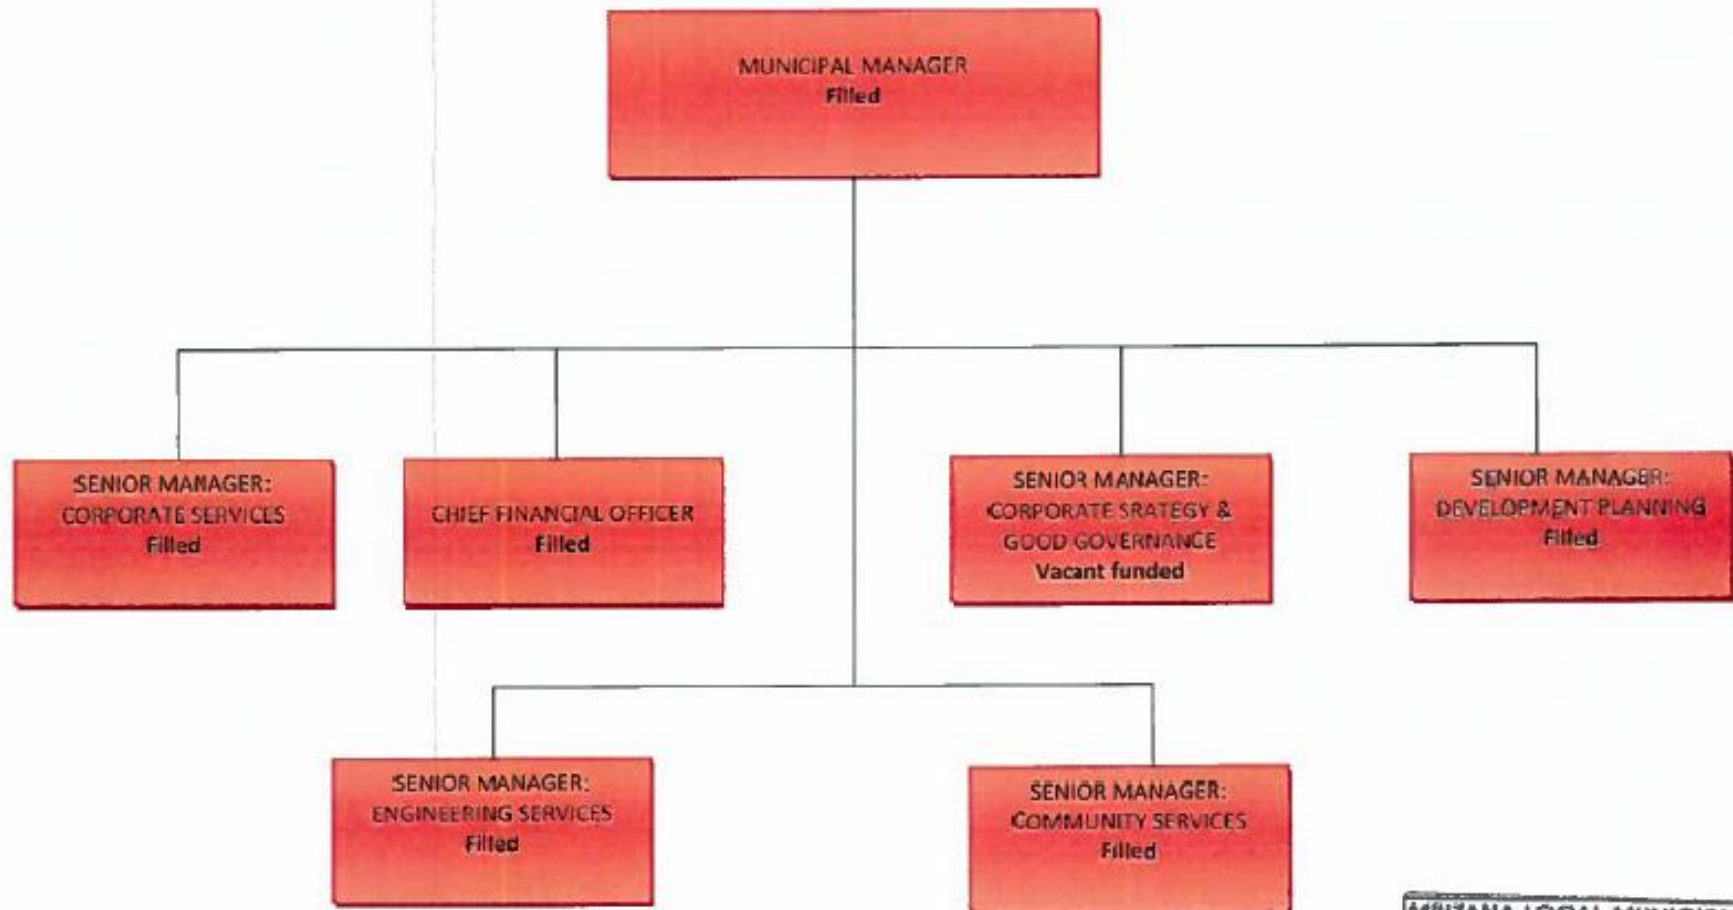 MUNICIPAL MANAGER
Filled
SENIOR MANAGER:
CORPORATE SERVICES
Filled
CHIEF FINANCIAL OFFICER
Filled
SENIOR MANAGER:
CORPORATE SRATEGY &
GOOD GOVERNANCE
Vacant funded
SENIOR MANAGER:
DEVELOPMENT PLANNING
Filled
SENIOR MANAGER:
ENGINEERING SERVICES
Filled
SENIOR MANAGER:
COMMUNITY SERVICES
Filled
LOCAL